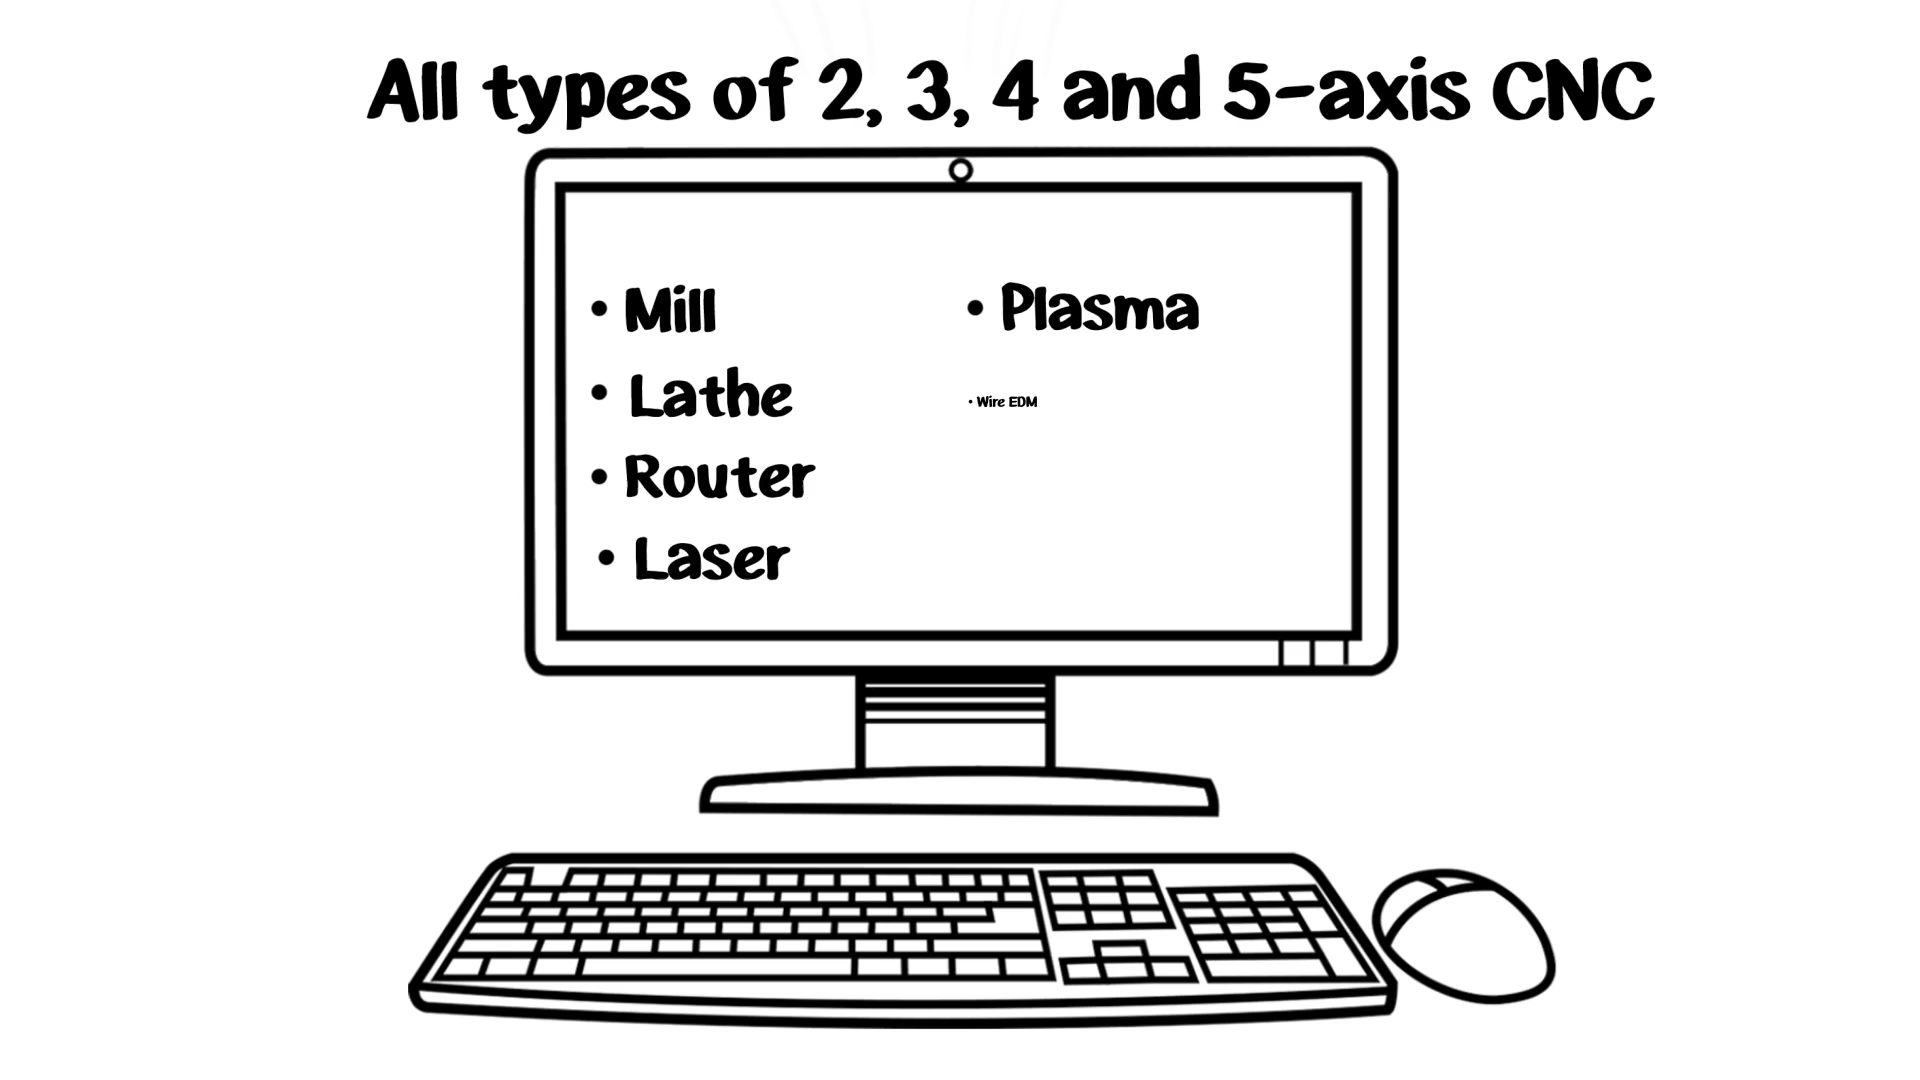 All types of 2, 3, 4 and 5-axis CNC
• Mill
• Lathe
• Router
• Laser
• Plasma
• Wire EDM